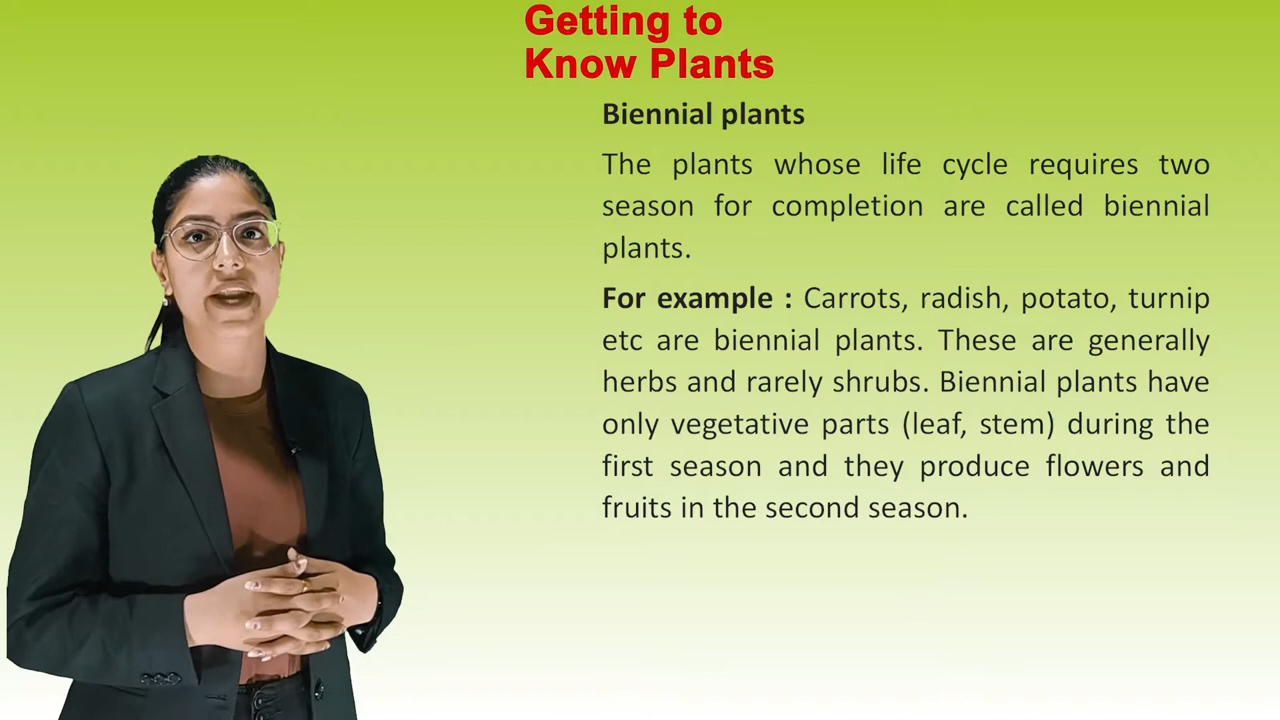 Getting to
Know Plants
Biennial plants
The plants whose life cycle requires two
season for completion are called biennial
plants.
For example : Carrots, radish, potato, turnip
etc are biennial plants. These are generally
herbs and rarely shrubs. Biennial plants have
only vegetative parts (leaf, stem) during the
first season and they produce flowers and
fruits in the second season.